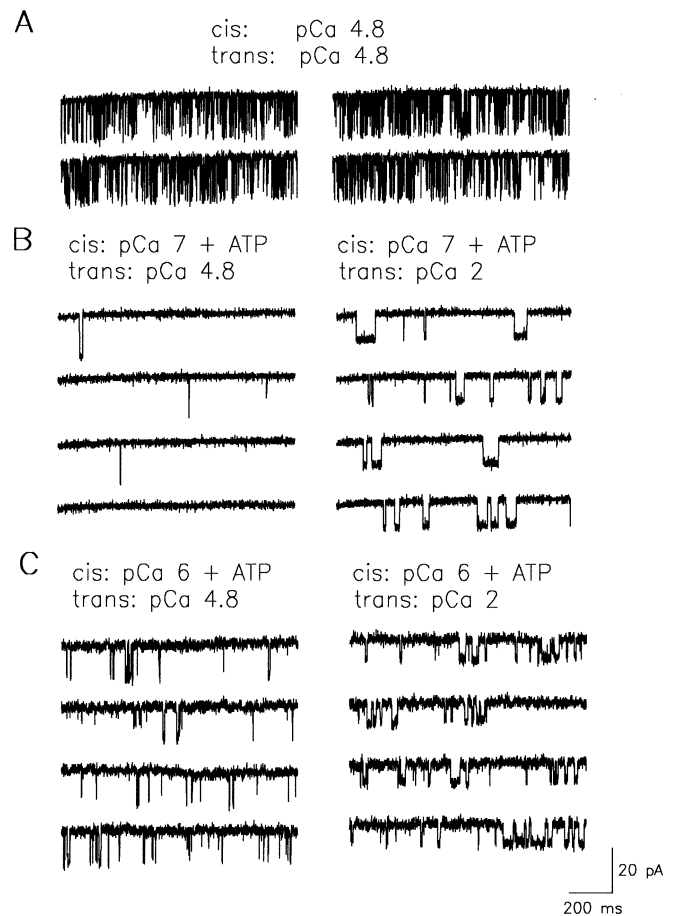 A
cis: pCa 4.8
trans: pCa 4.8
B
cis: pCa 7 + ATP
trans: pCa 4.8
cis: pCa 7 + ATP
trans: pCa 2
C
cis: pCa 6 + ATP
trans: pCa 4.8
cis: pCa 6 + ATP
trans: pCa 2
20 pA
200 ms